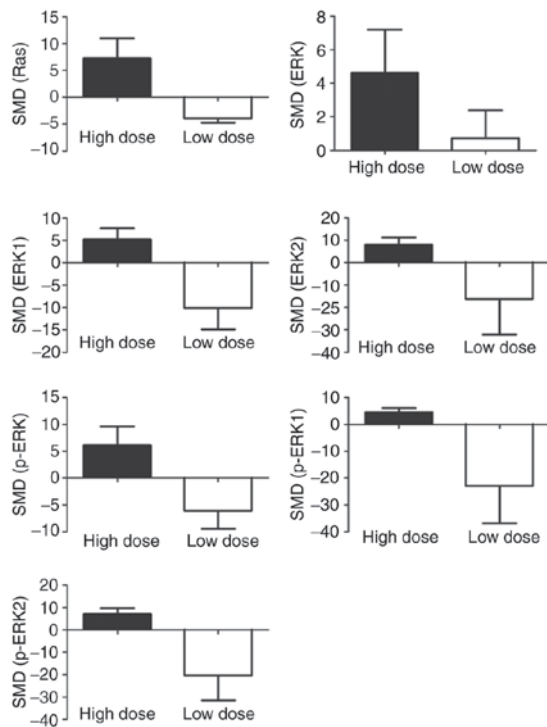 SMD (Ras)
15
10
5
0
−5
−10
High dose
Low dose
SMD (ERK)
8
6
4
2
0
High dose
Low dose
SMD (ERK1)
10
5
0
−5
−10
−15
−20
High dose
Low dose
SMD (ERK2)
20
10
0
−10
−25
−30
−40
High dose
Low dose
SMD (p-ERK)
15
10
5
0
−5
−10
High dose
Low dose
SMD (p-ERK1)
10
0
−10
−20
−30
−40
High dose
Low dose
SMD (p-ERK2)
20
10
0
−10
−20
−30
−40
High dose
Low dose